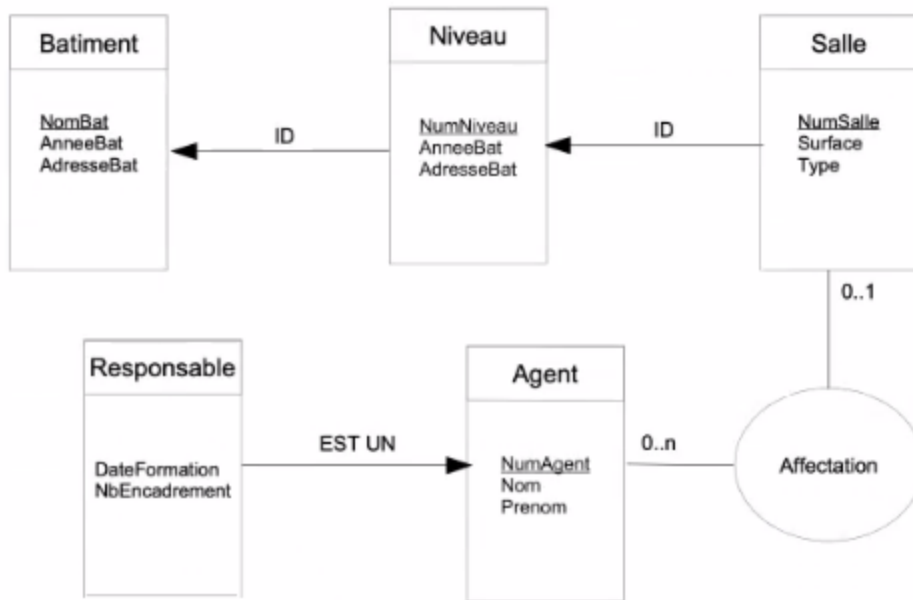 Batiment
NomBat
AnneeBat
AdresseBat
ID
Niveau
NumNiveau
AnneeBat
AdresseBat
ID
Salle
NumSalle
Surface
Type
0..1
Responsable
DateFormation
NbEncadrement
EST UN
Agent
NumAgent
Nom
Prenom
0..n
Affectation